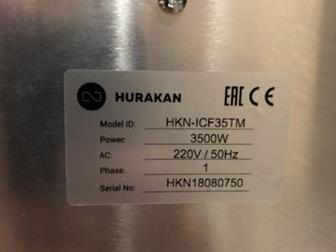 HURAKAN EAC CE
Model ID: HKN-ICF35TM
Power: 3500W
AC: 220V / 50Hz
Phase: 1
Serial No: HKN18080750